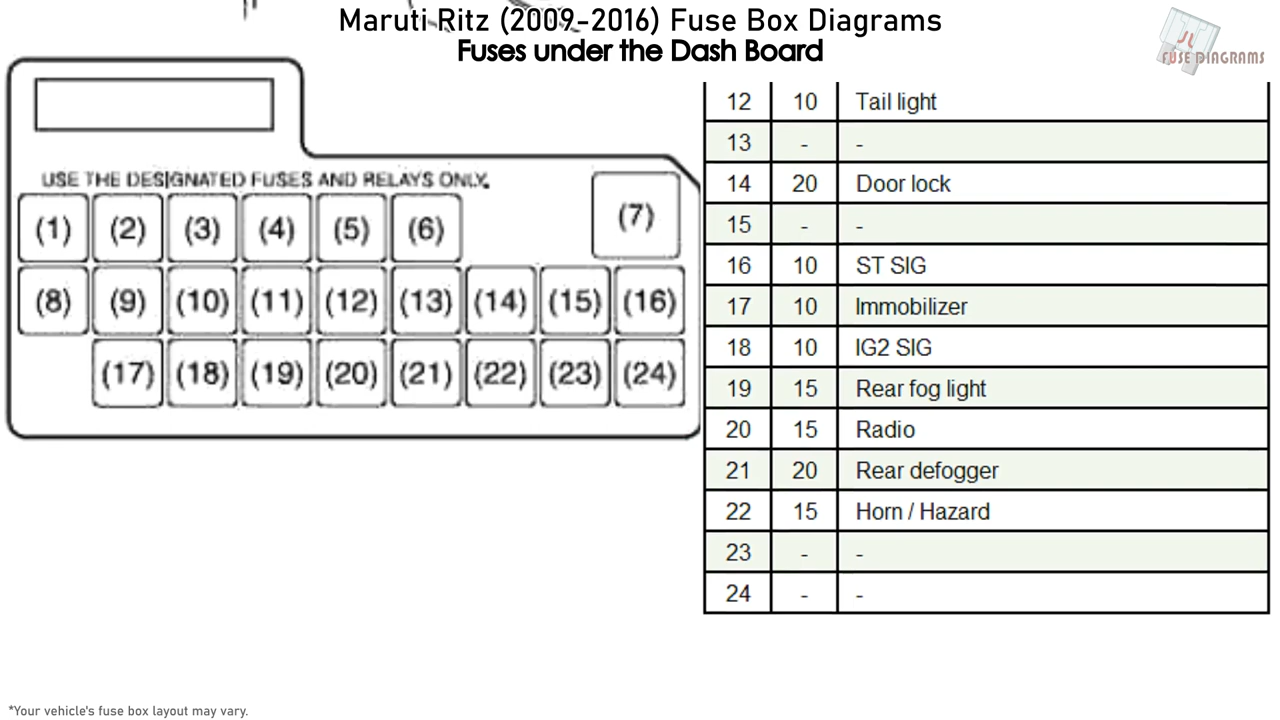 Maruti Ritz (2009-2016) Fuse Box Diagrams
Fuses under the Dash Board
JL
FUSE DIAGRAMS
USE THE DESIGNATED FUSES AND RELAYS ONLY.
(1) (2) (3) (4) (5) (6) (7)
(8) (9) (10) (11) (12) (13) (14) (15) (16)
(17) (18) (19) (20) (21) (22) (23) (24)
12 10 Tail light
13 - -
14 20 Door lock
15 - -
16 10 ST SIG
17 10 Immobilizer
18 10 IG2 SIG
19 15 Rear fog light
20 15 Radio
21 20 Rear defogger
22 15 Horn / Hazard
23 - -
24 - -
*Your vehicle's fuse box layout may vary.